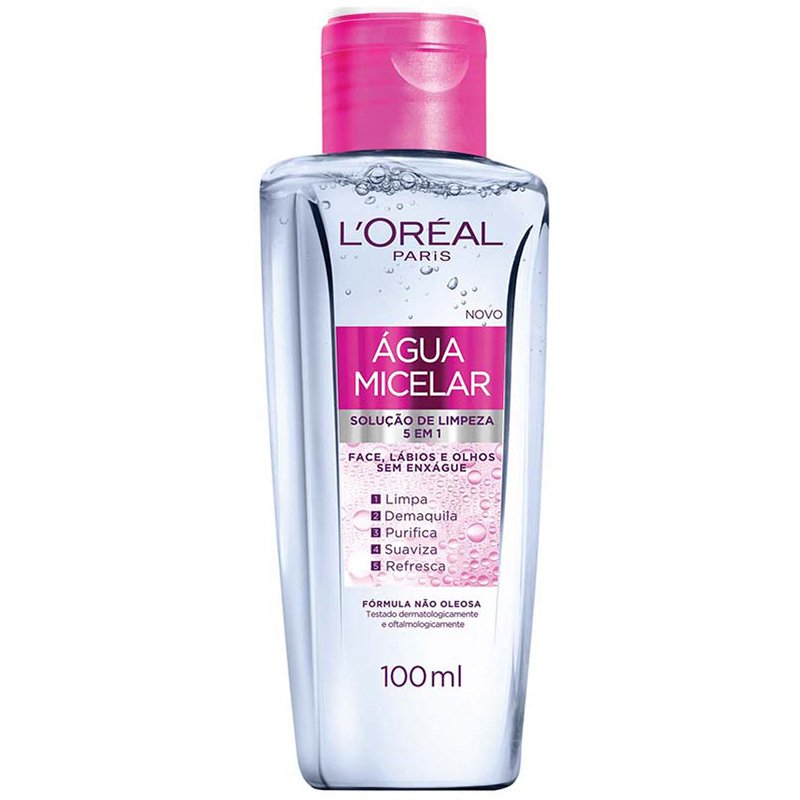 L'ORÉAL
PARiS
NOVO
ÁGUA
MICELAR
SOLUÇÃO DE LIMPEZA
5 EM 1
FACE, LÁBIOS E OLHOS
SEM ENXÁGUE
1 Limpa
2 Demaquila
3 Purifica
4 Suaviza
5 Refresca
FÓRMULA NÃO OLEOSA
Testado dermatologicamente
e oftalmologicamente
100ml